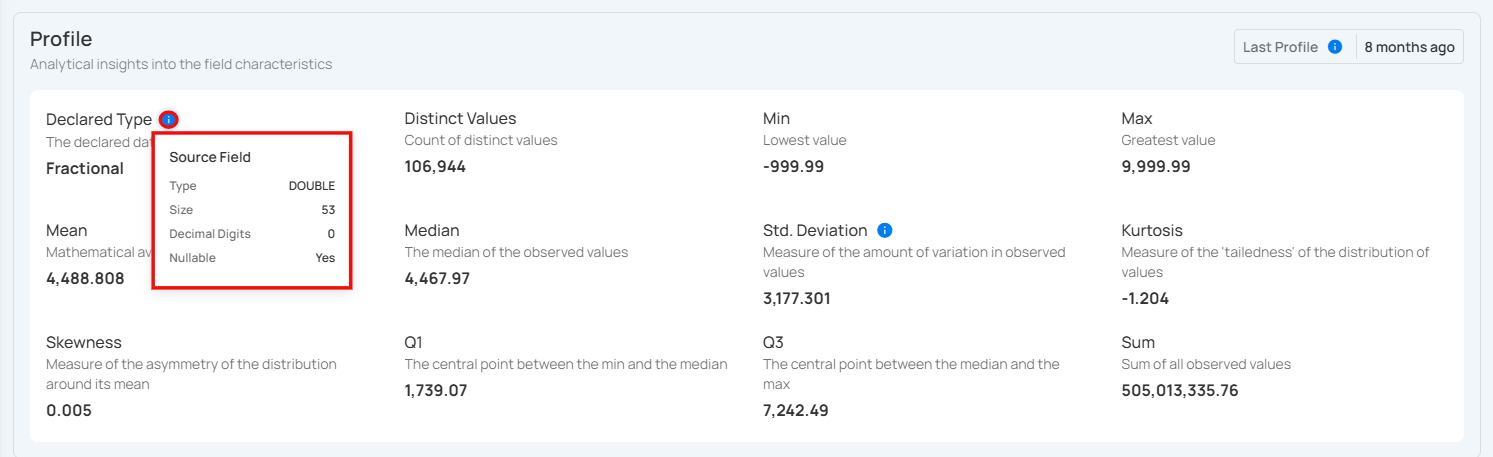 Profile
Analytical insights into the field characteristics
Last Profile 8 months ago
Declared Type
The declared
Fractional
Source Field
Type DOUBLE
Size 53
Decimal Digits 0
Nullable Yes
Distinct Values
Count of distinct values
106,944
Min
Lowest value
-999.99
Max
Greatest value
9,999.99
Mean
Mathematical
4,488.808
Median
The median of the observed values
4,467.97
Std. Deviation
Measure of the amount of variation in observed
values
3,177.301
Kurtosis
Measure of the 'tailedness' of the distribution of
values
-1.204
Skewness
Measure of the asymmetry of the distribution
around its mean
0.005
Q1
The central point between the min and the median
1,739.07
Q3
The central point between the median and the
max
7,242.49
Sum
Sum of all observed values
505,013,335.76